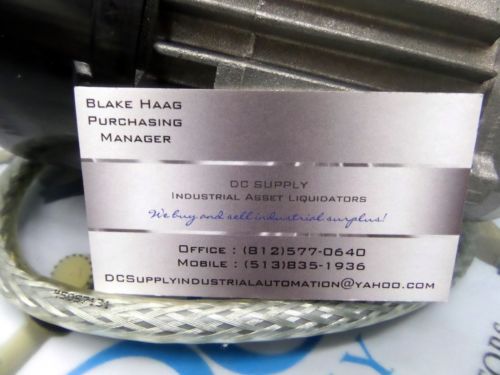 Blake Haag
Purchasing
Manager
DC Supply
Industrial Asset Liquidators
We buy and sell industrial surplus!
Office : (812)577-0640
Mobile : (513)835-1936
DCSupplyindustrialautomation@yahoo.com